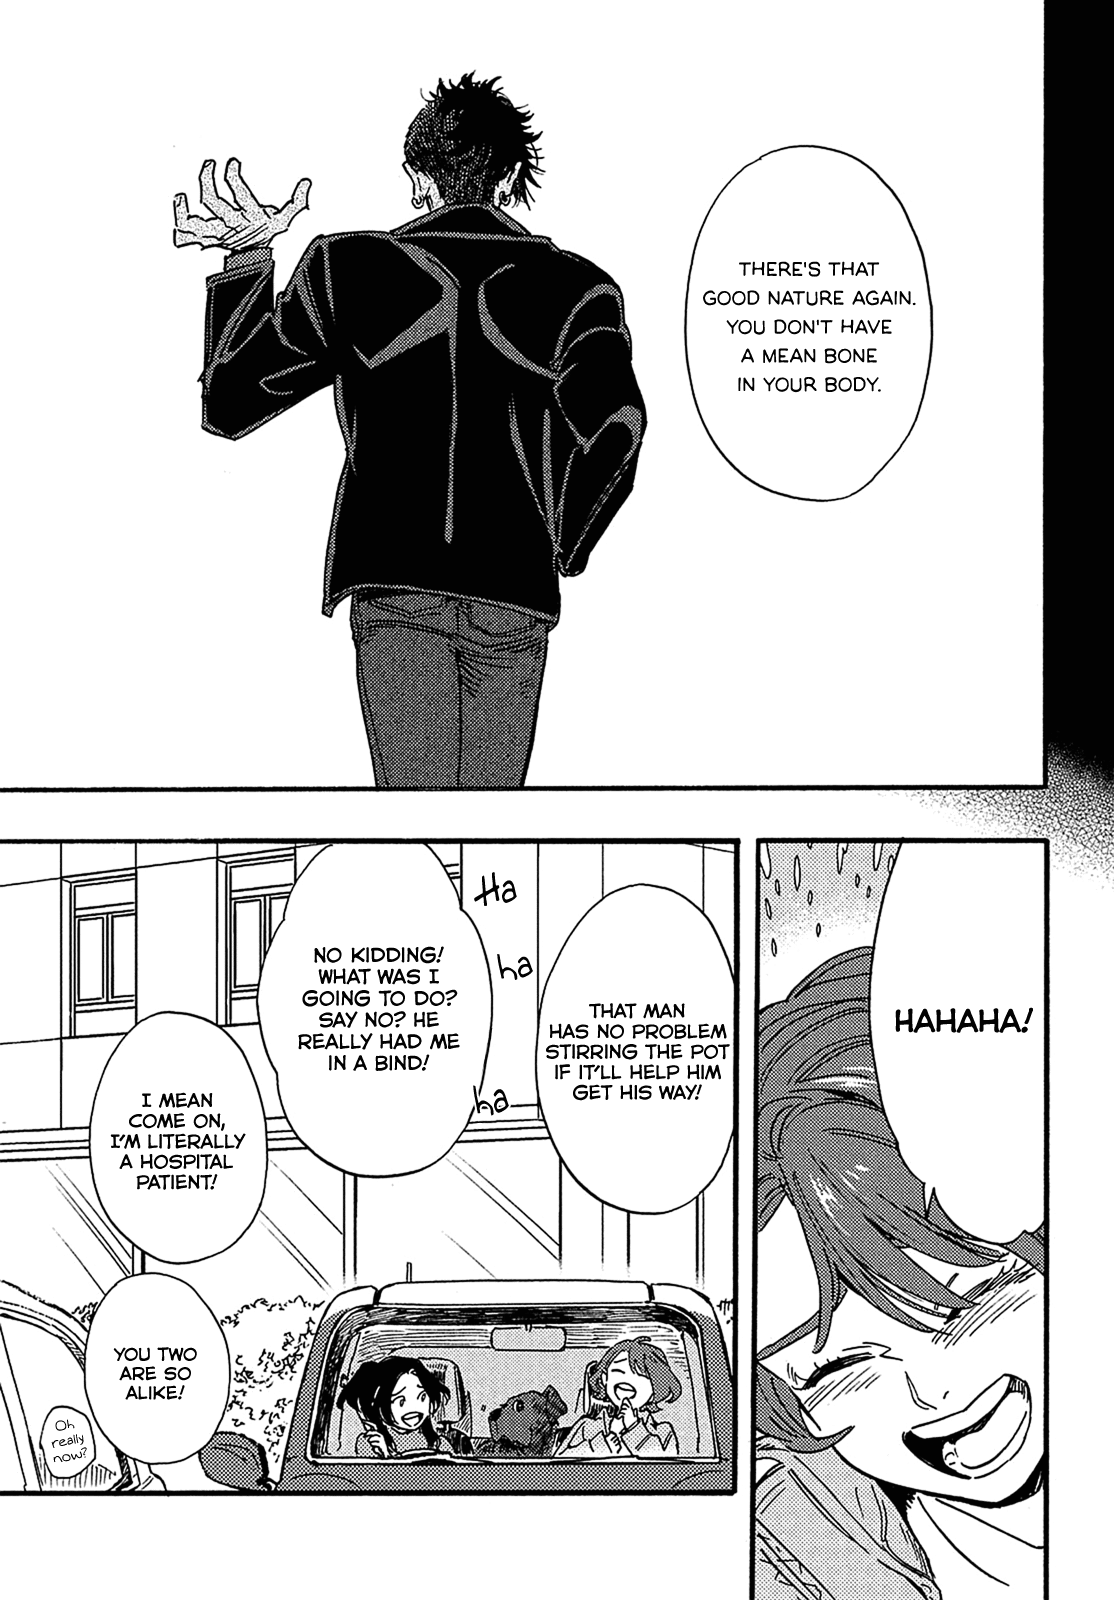 THERE'S THAT
GOOD NATURE AGAIN.
YOU DON'T HAVE
A MEAN BONE
IN YOUR BODY.
HAHAHA!
THAT MAN
HAS NO PROBLEM
STIRRING THE POT
IF IT'LL HELP HIM
GET HIS WAY!
Ha
ha
ha
NO KIDDING!
WHAT WAS I
GOING TO DO?
SAY NO? HE
REALLY HAD ME
IN A BIND!
I MEAN
COME ON,
I'M LITERALLY
A HOSPITAL
PATIENT!
YOU TWO
ARE SO
ALIKE!
Oh
really
now?